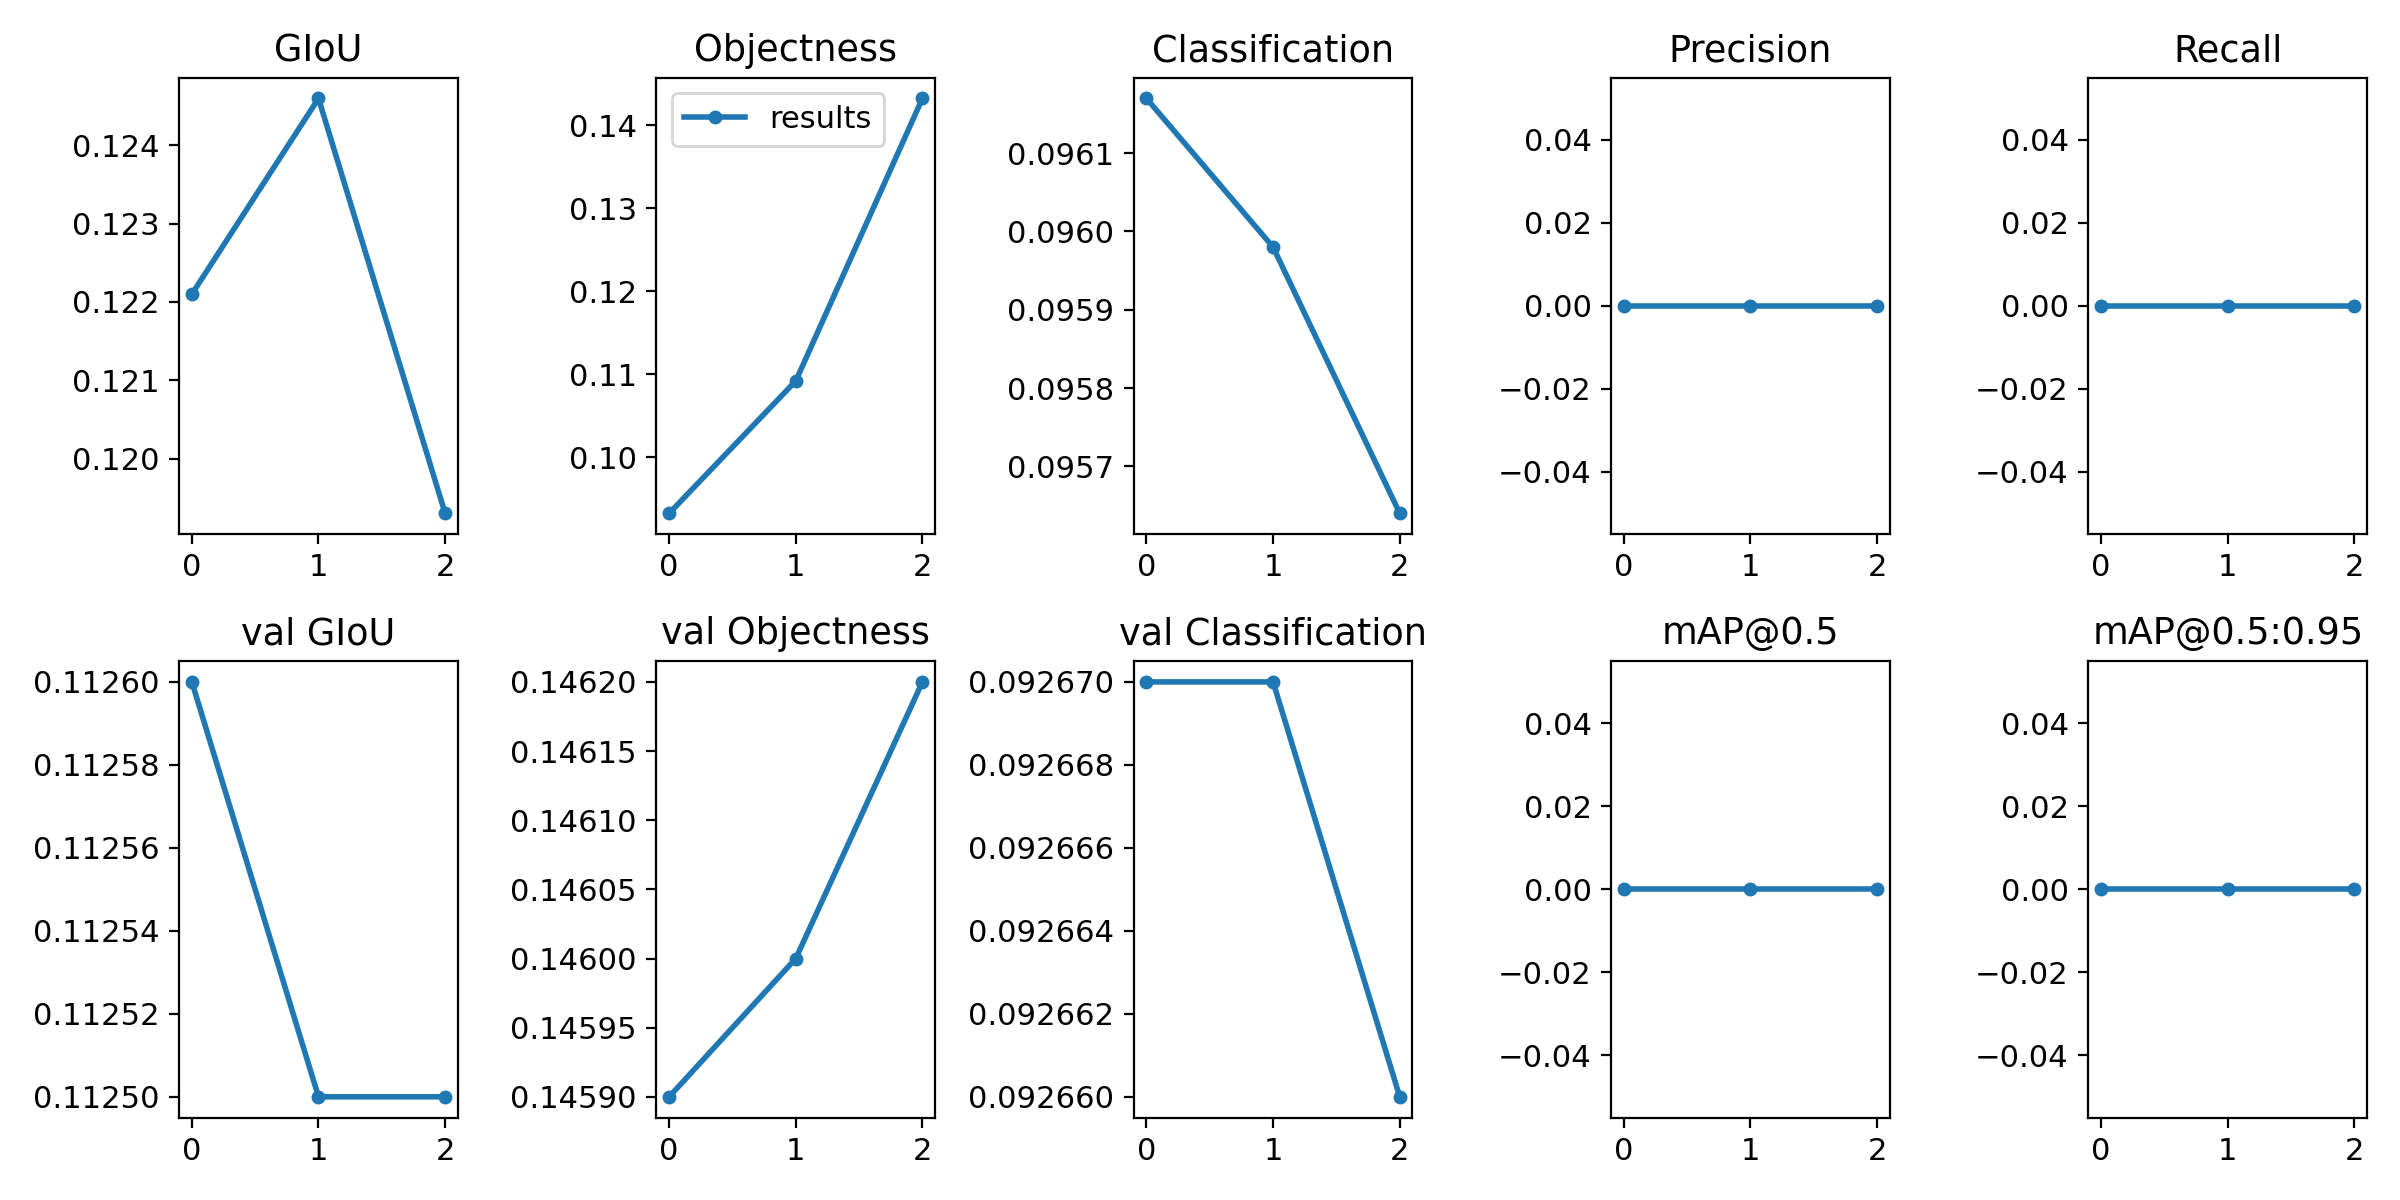 GIoU
0.124
0.123
0.122
0.121
0.120
0 1 2
Objectness
results
0.14
0.13
0.12
0.11
0.10
0 1 2
Classification
0.0961
0.0960
0.0959
0.0958
0.0957
0 1 2
Precision
0.04
0.02
0.00
−0.02
−0.04
0 1 2
Recall
0.04
0.02
0.00
−0.02
−0.04
0 1 2
val GIoU
0.11260
0.11258
0.11256
0.11254
0.11252
0.11250
0 1 2
val Objectness
0.14620
0.14615
0.14610
0.14605
0.14600
0.14595
0.14590
0 1 2
val Classification
0.092670
0.092668
0.092666
0.092664
0.092662
0.092660
0 1 2
mAP@0.5
0.04
0.02
0.00
−0.02
−0.04
0 1 2
mAP@0.5:0.95
0.04
0.02
0.00
−0.02
−0.04
0 1 2